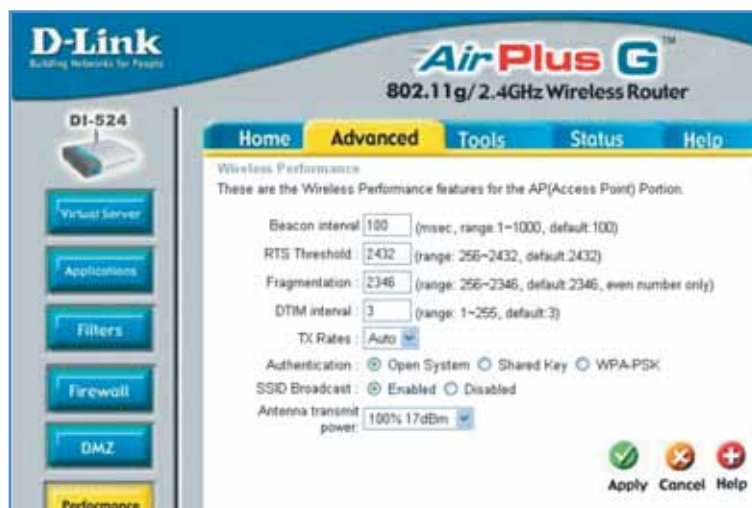 D-Link
Building Networks for People
AirPlus G™
802.11g/2.4GHz Wireless Router
DI-524
Home Advanced Tools Status Help
Virtual Server
Applications
Filters
Firewall
DMZ
Performance
Wireless Performance
These are the Wireless Performance features for the AP(Access Point) Portion.
Beacon interval 100 (msec, range:1~1000, default:100)
RTS Threshold : 2432 (range: 256~2432, default:2432)
Fragmentation : 2346 (range: 256~2346, default:2346, even number only)
DTIM interval : 3 (range: 1~255, default:3)
TX Rates : Auto
Authentication : Open System Shared Key WPA-PSK
SSID Broadcast : Enabled Disabled
Antenna transmit
power: 100% 17dBm
Apply Cancel Help